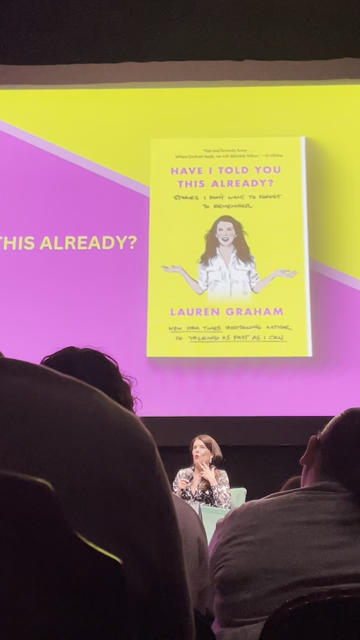 THIS ALREADY?
HAVE I TOLD YOU
THIS ALREADY?
STORIES I DON'T WANT TO FORGET
TO REMEMBER
LAUREN GRAHAM
NEW YORK TIMES BESTSELLING AUTHOR
OF TALKING AS FAST AS I CAN